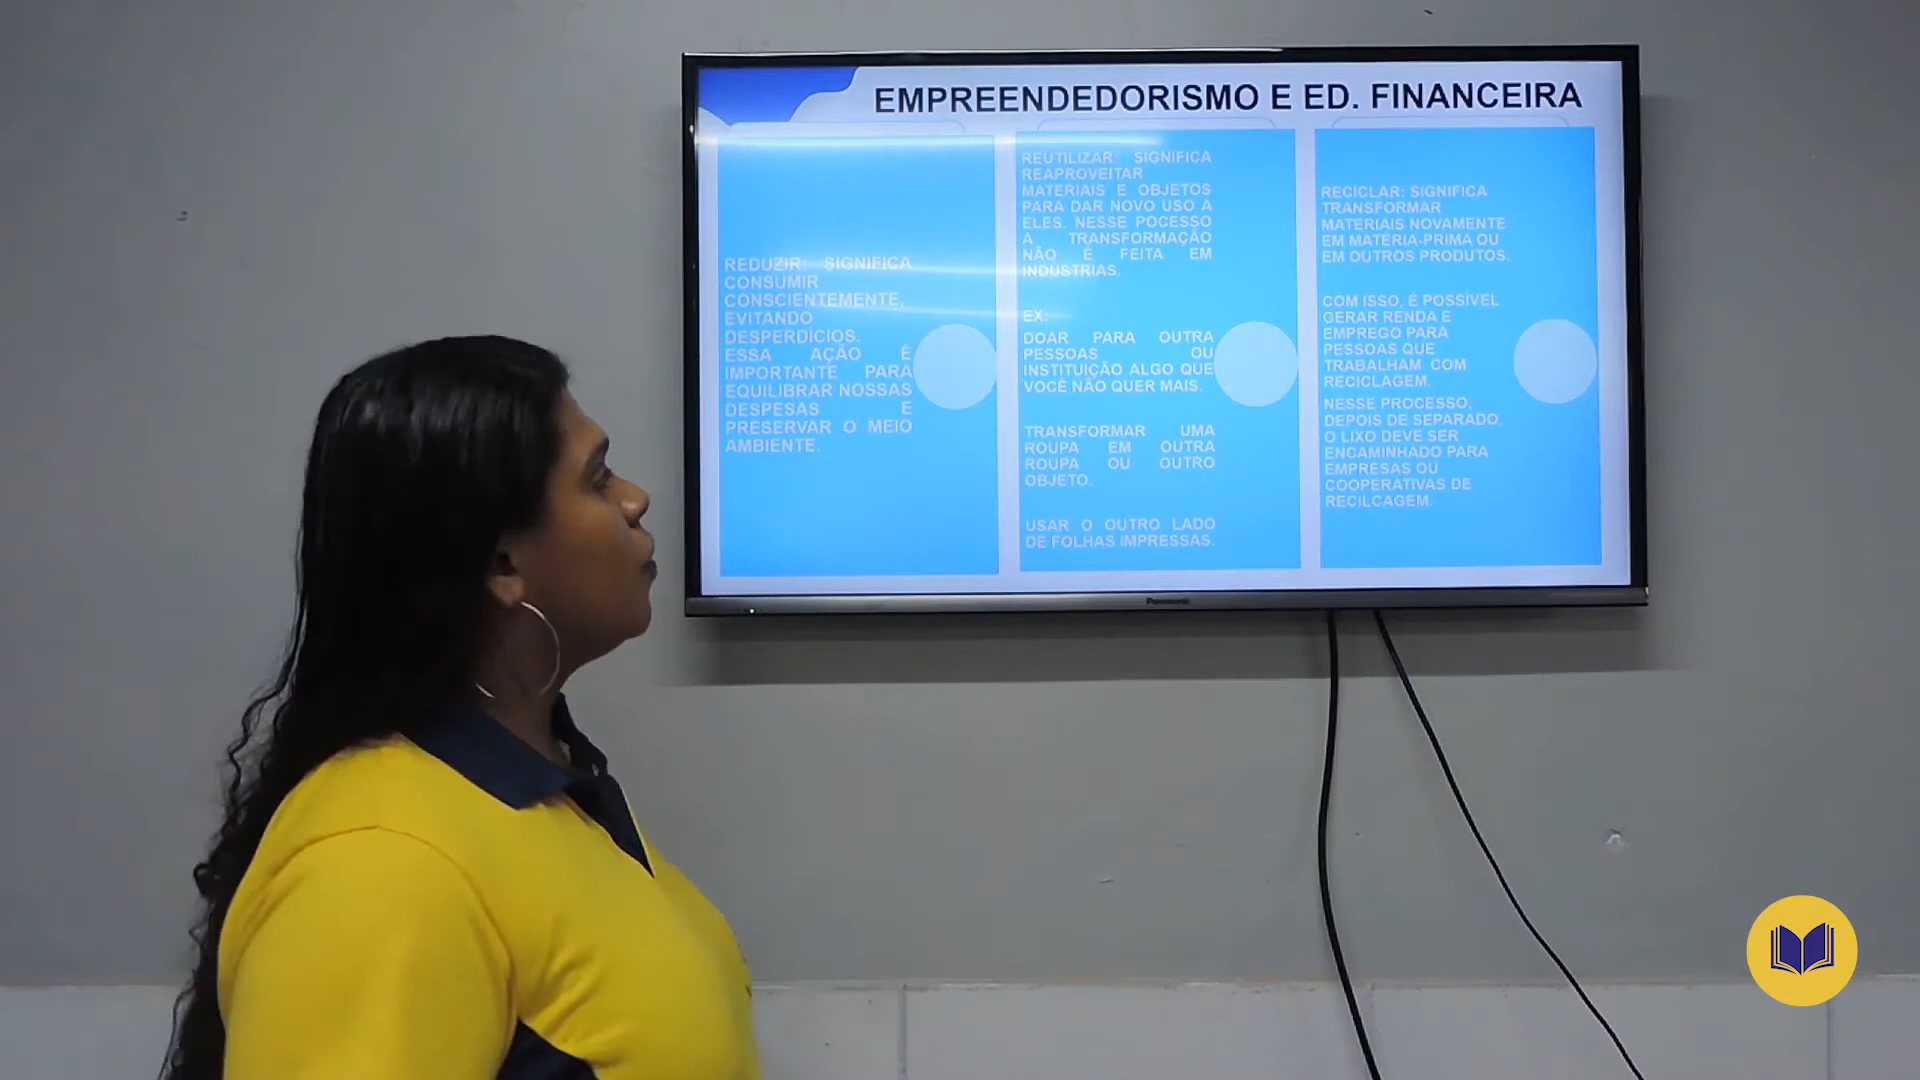 EMPREENDEDORISMO E ED. FINANCEIRA
REDUZIR: SIGNIFICA
CONSUMIR
CONSCIENTEMENTE,
EVITANDO
DESPERDÍCIOS.
ESSA AÇÃO É
IMPORTANTE PARA
EQUILIBRAR NOSSAS
DESPESAS E
PRESERVAR O MEIO
AMBIENTE.
REUTILIZAR: SIGNIFICA
REAPROVEITAR
MATERIAIS E OBJETOS
PARA DAR NOVO USO A
ELES. NESSE POCESSO
A TRANSFORMAÇÃO
NÃO É FEITA EM
INDÚSTRIAS.
EX:
DOAR PARA OUTRA
PESSOAS OU
INSTITUIÇÃO ALGO QUE
VOCÊ NÃO QUER MAIS.
TRANSFORMAR UMA
ROUPA EM OUTRA
ROUPA OU OUTRO
OBJETO.
USAR O OUTRO LADO
DE FOLHAS IMPRESSAS.
RECICLAR: SIGNIFICA
TRANSFORMAR
MATERIAIS NOVAMENTE
EM MATÉRIA-PRIMA OU
EM OUTROS PRODUTOS.
COM ISSO, É POSSÍVEL
GERAR RENDA E
EMPREGO PARA
PESSOAS QUE
TRABALHAM COM
RECICLAGEM.
NESSE PROCESSO,
DEPOIS DE SEPARADO,
O LIXO DEVE SER
ENCAMINHADO PARA
EMPRESAS OU
COOPERATIVAS DE
RECILCAGEM.
Panasonic